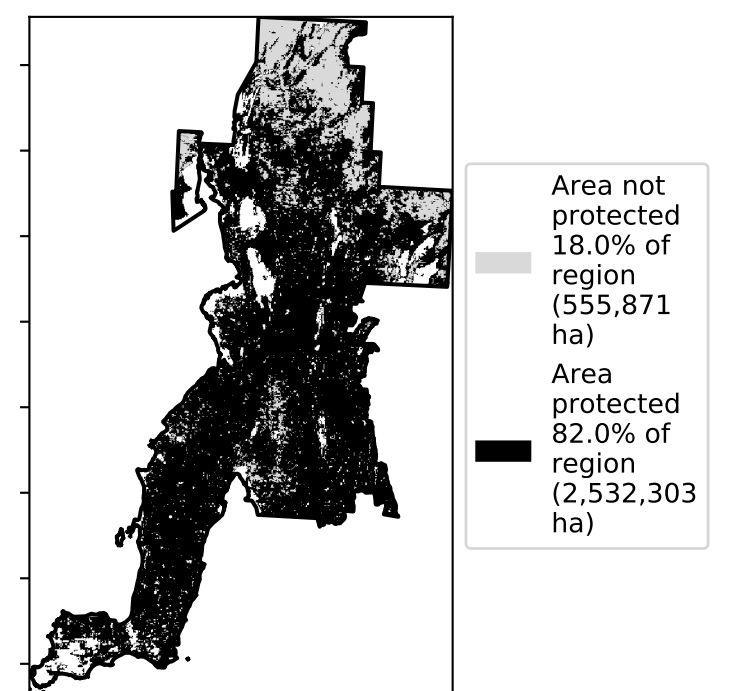 Area not
protected
18.0% of
region
(555,871
ha)
Area
protected
82.0% of
region
(2,532,303
ha)